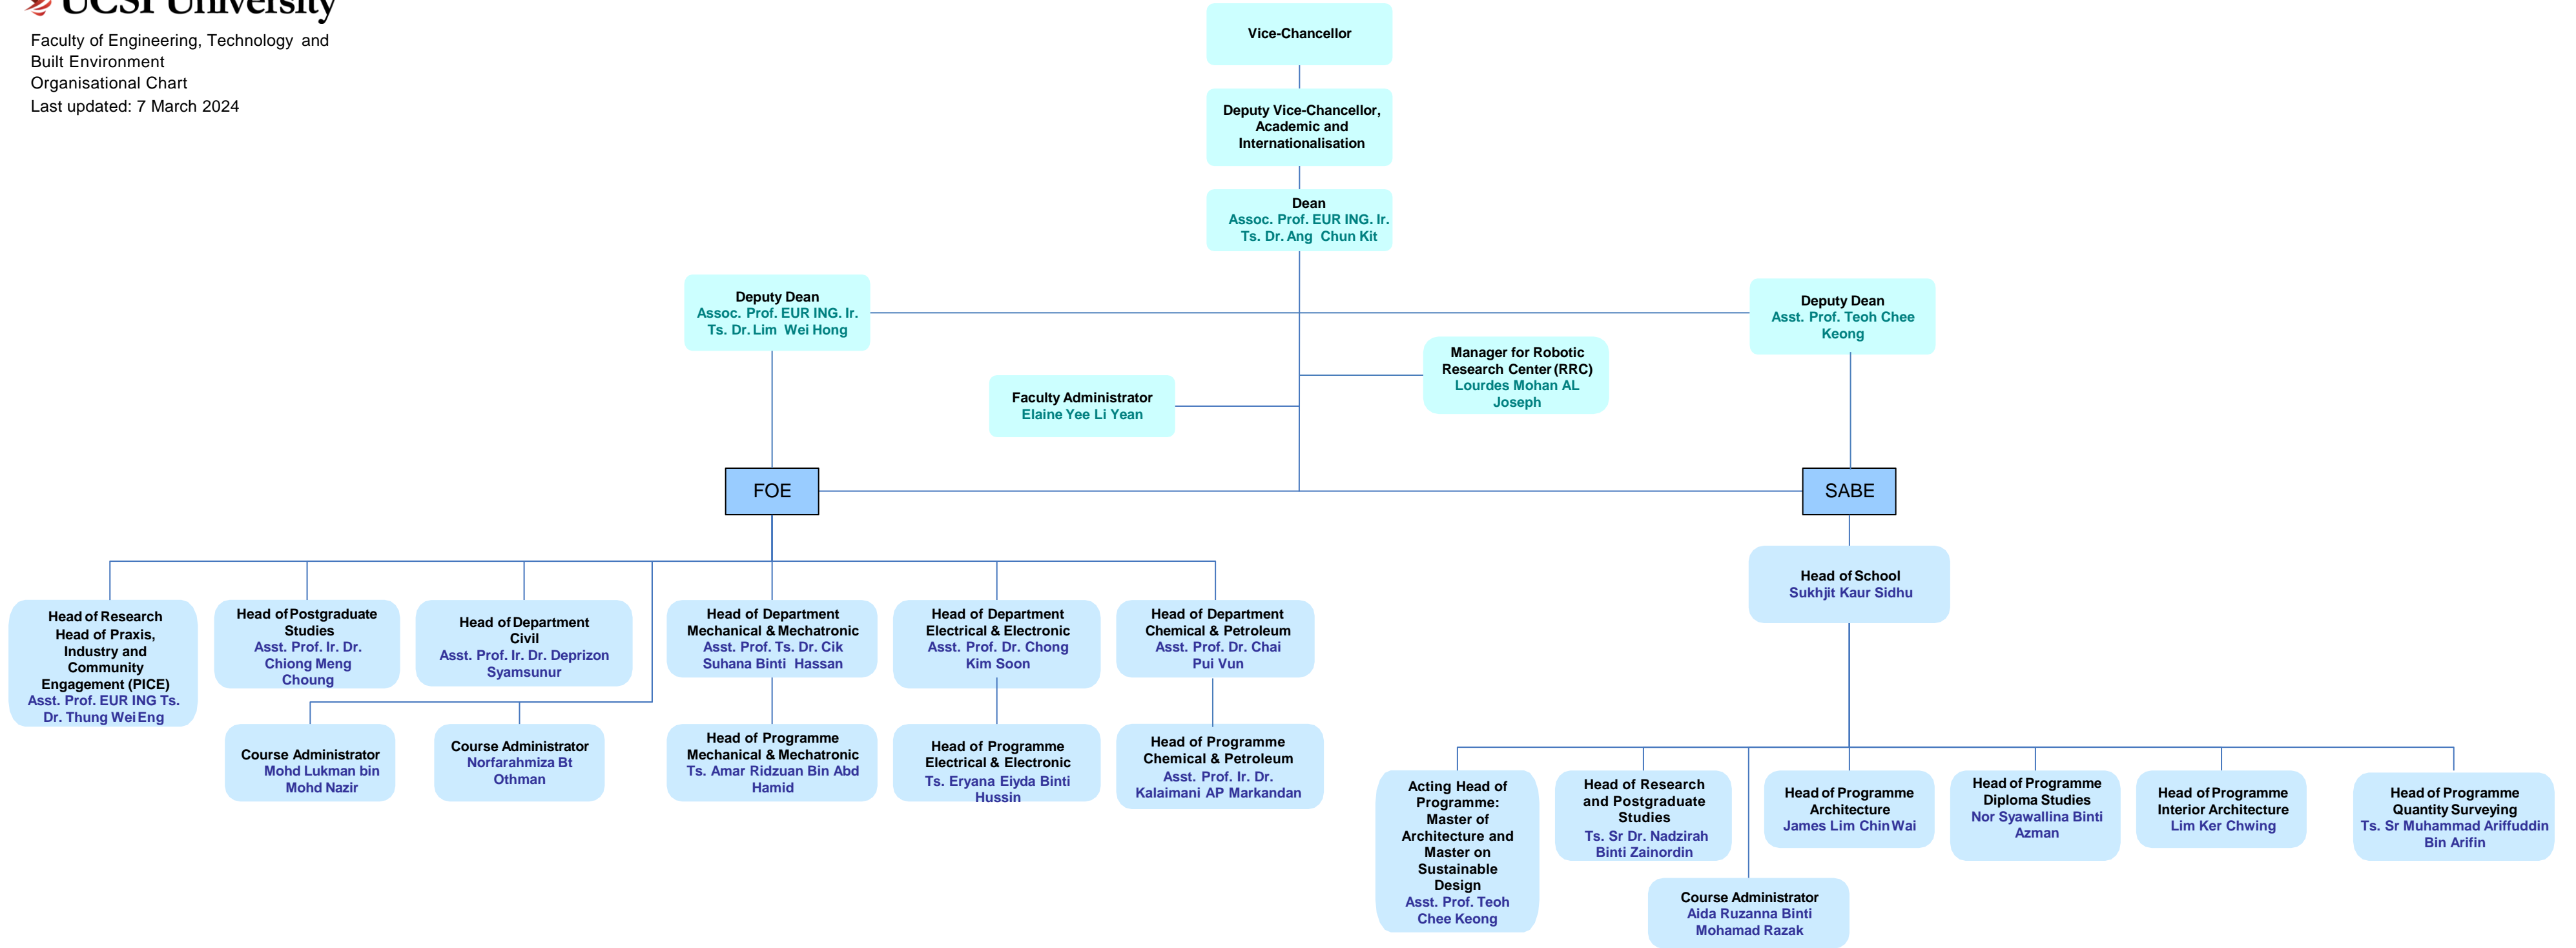 UCSI University
Faculty of Engineering, Technology and
Built Environment
Organisational Chart
Last updated: 7 March 2024
Vice-Chancellor
Deputy Vice-Chancellor,
Academic and
Internationalisation
Dean
Assoc. Prof. EUR ING. Ir.
Ts. Dr. Ang Chun Kit
Deputy Dean
Assoc. Prof. EUR ING. Ir.
Ts. Dr. Lim Wei Hong
Deputy Dean
Asst. Prof. Teoh Chee
Keong
Manager for Robotic
Research Center (RRC)
Lourdes Mohan AL
Joseph
Faculty Administrator
Elaine Yee Li Yean
FOE
SABE
Head of School
Sukhjit Kaur Sidhu
Head of Research
Head of Praxis,
Industry and
Community
Engagement (PICE)
Asst. Prof. EUR ING Ts.
Dr. Thung Wei Eng
Head of Postgraduate
Studies
Asst. Prof. Ir. Dr.
Chiong Meng
Choung
Head of Department
Civil
Asst. Prof. Ir. Dr. Deprizon
Syamsunur
Head of Department
Mechanical & Mechatronic
Asst. Prof. Ts. Dr. Cik
Suhana Binti Hassan
Head of Department
Electrical & Electronic
Asst. Prof. Dr. Chong
Kim Soon
Head of Department
Chemical & Petroleum
Asst. Prof. Dr. Chai
Pui Vun
Course Administrator
Mohd Lukman bin
Mohd Nazir
Course Administrator
Norfarahmiza Bt
Othman
Head of Programme
Mechanical & Mechatronic
Ts. Amar Ridzuan Bin Abd
Hamid
Head of Programme
Electrical & Electronic
Ts. Eryana Eiyda Binti
Hussin
Head of Programme
Chemical & Petroleum
Asst. Prof. Ir. Dr.
Kalaimani AP Markandan
Acting Head of
Programme:
Master of
Architecture and
Master on
Sustainable
Design
Asst. Prof. Teoh
Chee Keong
Head of Research
and Postgraduate
Studies
Ts. Sr Dr. Nadzirah
Binti Zainordin
Head of Programme
Architecture
James Lim Chin Wai
Head of Programme
Diploma Studies
Nor Syawallina Binti
Azman
Head of Programme
Interior Architecture
Lim Ker Chwing
Head of Programme
Quantity Surveying
Ts. Sr Muhammad Ariffuddin
Bin Arifin
Course Administrator
Aida Ruzanna Binti
Mohamad Razak